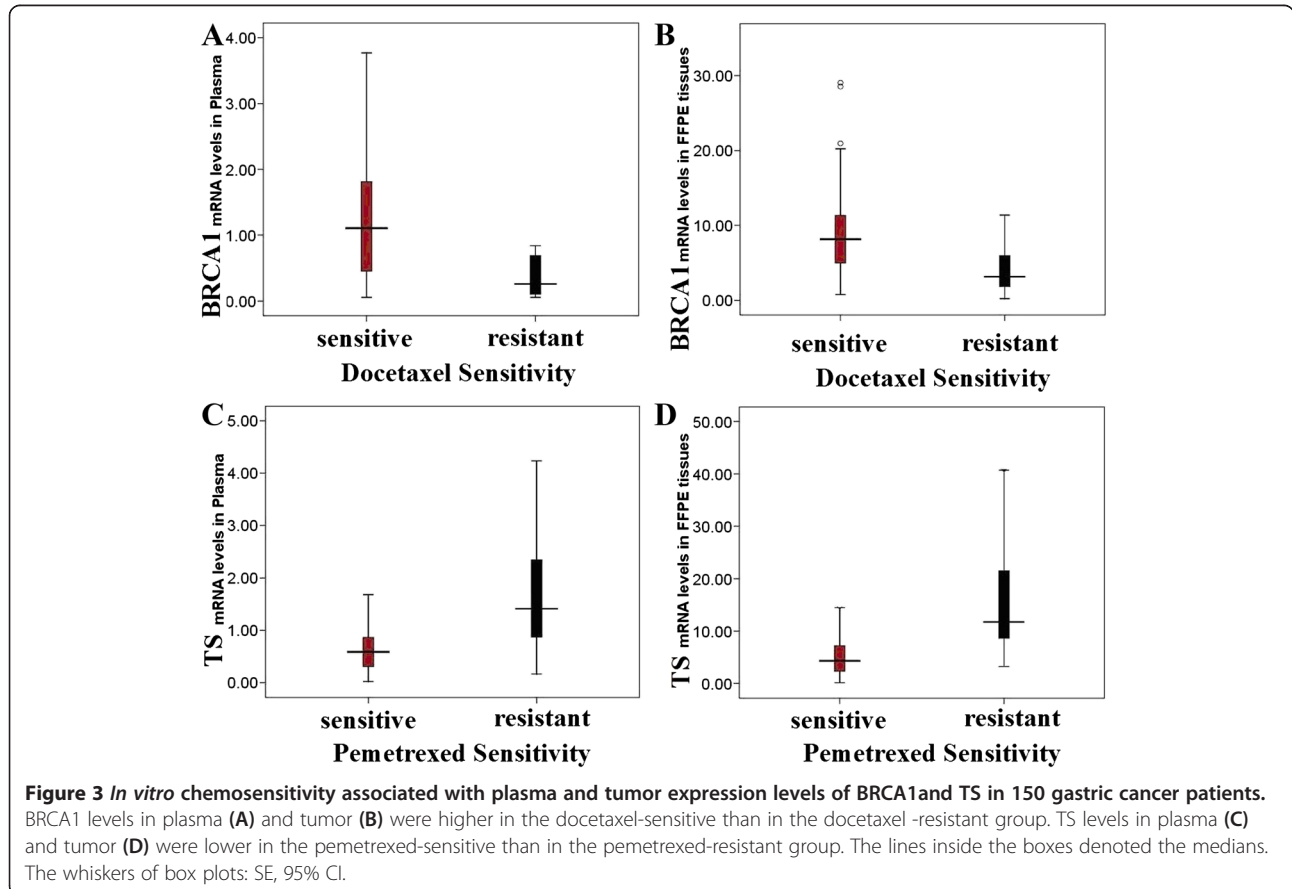 A
BRCA1 mRNA levels in Plasma
4.00
3.00
2.00
1.00
0.00
sensitive resistant
Docetaxel Sensitivity
B
BRCA1 mRNA levels in FFPE tissues
30.00
20.00
10.00
0.00
sensitive resistant
Docetaxel Sensitivity
C
TS mRNA levels in Plasma
5.00
4.00
3.00
2.00
1.00
0.00
sensitive resistant
Pemetrexed Sensitivity
D
TS mRNA levels in FFPE tissues
50.00
40.00
30.00
20.00
10.00
0.00
sensitive resistant
Pemetrexed Sensitivity
Figure 3 In vitro chemosensitivity associated with plasma and tumor expression levels of BRCA1and TS in 150 gastric cancer patients.
BRCA1 levels in plasma (A) and tumor (B) were higher in the docetaxel-sensitive than in the docetaxel -resistant group. TS levels in plasma (C)
and tumor (D) were lower in the pemetrexed-sensitive than in the pemetrexed-resistant group. The lines inside the boxes denoted the medians.
The whiskers of box plots: SE, 95% CI.